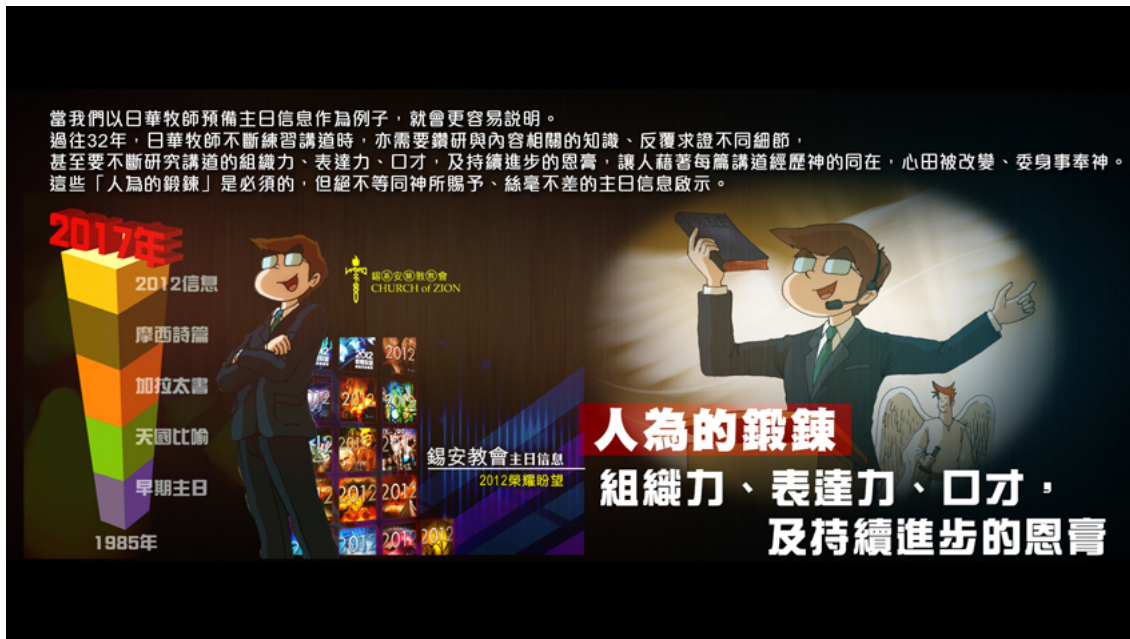 當我們以日華牧師預備主日信息作為例子，就會更容易説明。
過往32年，日華牧師不斷練習講道時，亦需要鑽研與內容相關的知識、反覆求證不同細節，
甚至要不斷研究講道的組織力、表達力、口才，及持續進步的恩膏，讓人藉著每篇講道經歷神的同在，心田被改變、委身事奉神。
這些「人為的鍛鍊」是必須的，但絕不等同神所賜予、絲毫不差的主日信息啟示。
2017年
2012信息
摩西詩篇
加拉太書
天國比喻
早期主日
1985年
錫安教會
CHURCH of ZION
2012
2012
2012
2012
2012
2012
2012
2012
2012
錫安教會主日信息
2012榮耀盼望
人為的鍛鍊
組織力、表達力、口才，
及持續進步的恩膏